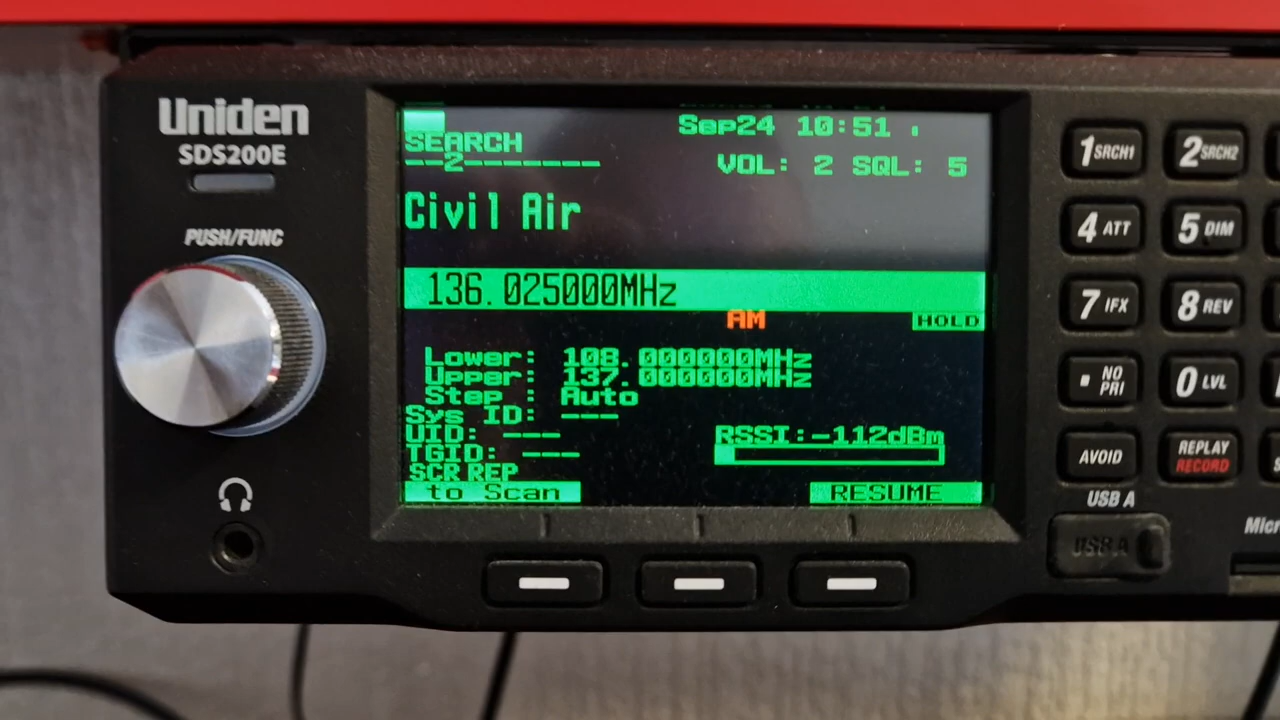 Uniden
SDS200E
PUSH/FUNC
Sep24 10:51
SEARCH
--2-------
VOL: 2 SQL: 5
Civil Air
136.025000MHz
AM
HOLD
Lower: 108.000000MHz
Upper: 137.000000MHz
Step : Auto
Sys ID: ---
UID: ---
TGID: ---
RSSI:-112dBm
SCR REP
to Scan
RESUME
1 SRCH1
2 SRCH2
4 ATT
5 DIM
7 IFX
8 REV
. NO PRI
0 LVL
AVOID
REPLAY
RECORD
USB A
USB A